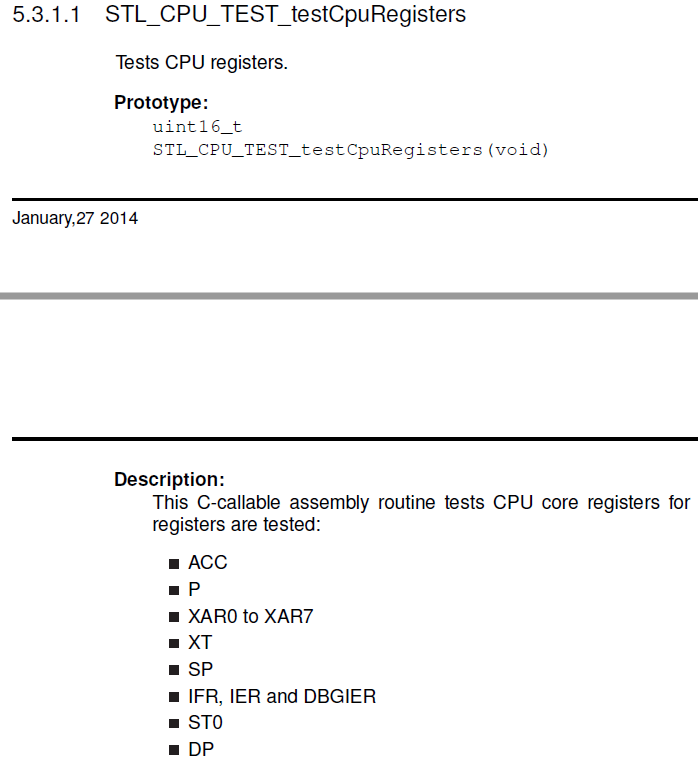 5.3.1.1 STL_CPU_TEST_testCpuRegisters
Tests CPU registers.
Prototype:
uint16_t
STL_CPU_TEST_testCpuRegisters(void)
January,27 2014
Description:
This C-callable assembly routine tests CPU core registers for
registers are tested:
■ ACC
■ P
■ XAR0 to XAR7
■ XT
■ SP
■ IFR, IER and DBGIER
■ ST0
■ DP